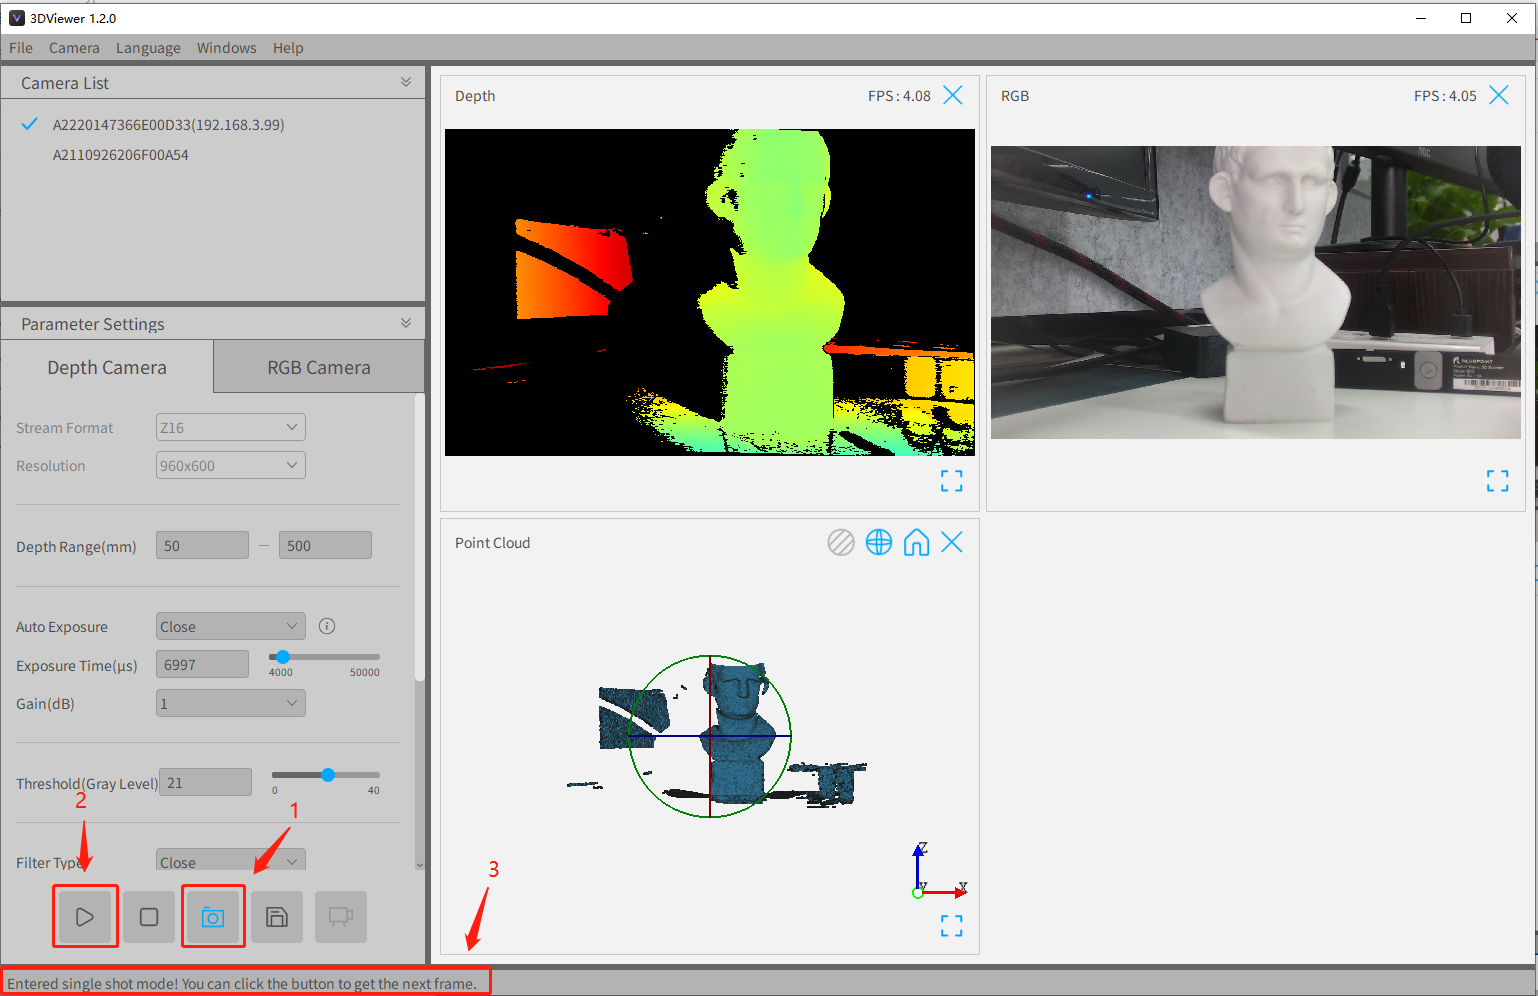 3DViewer 1.2.0
File Camera Language Windows Help
Camera List
A2220147366E00D33(192.168.3.99)
A2110926206F00A54
Parameter Settings
Depth Camera RGB Camera
Stream Format Z16
Resolution 960x600
Depth Range(mm) 50 — 500
Auto Exposure Close
Exposure Time(μs) 6997
4000 50000
Gain(dB) 1
Threshold(Gray Level) 21
0 40
2
1
Filter Type Close
Entered single shot mode! You can click the button to get the next frame.
3
Depth FPS : 4.08
RGB FPS : 4.05
AOC
Point Cloud
Z
Y
X